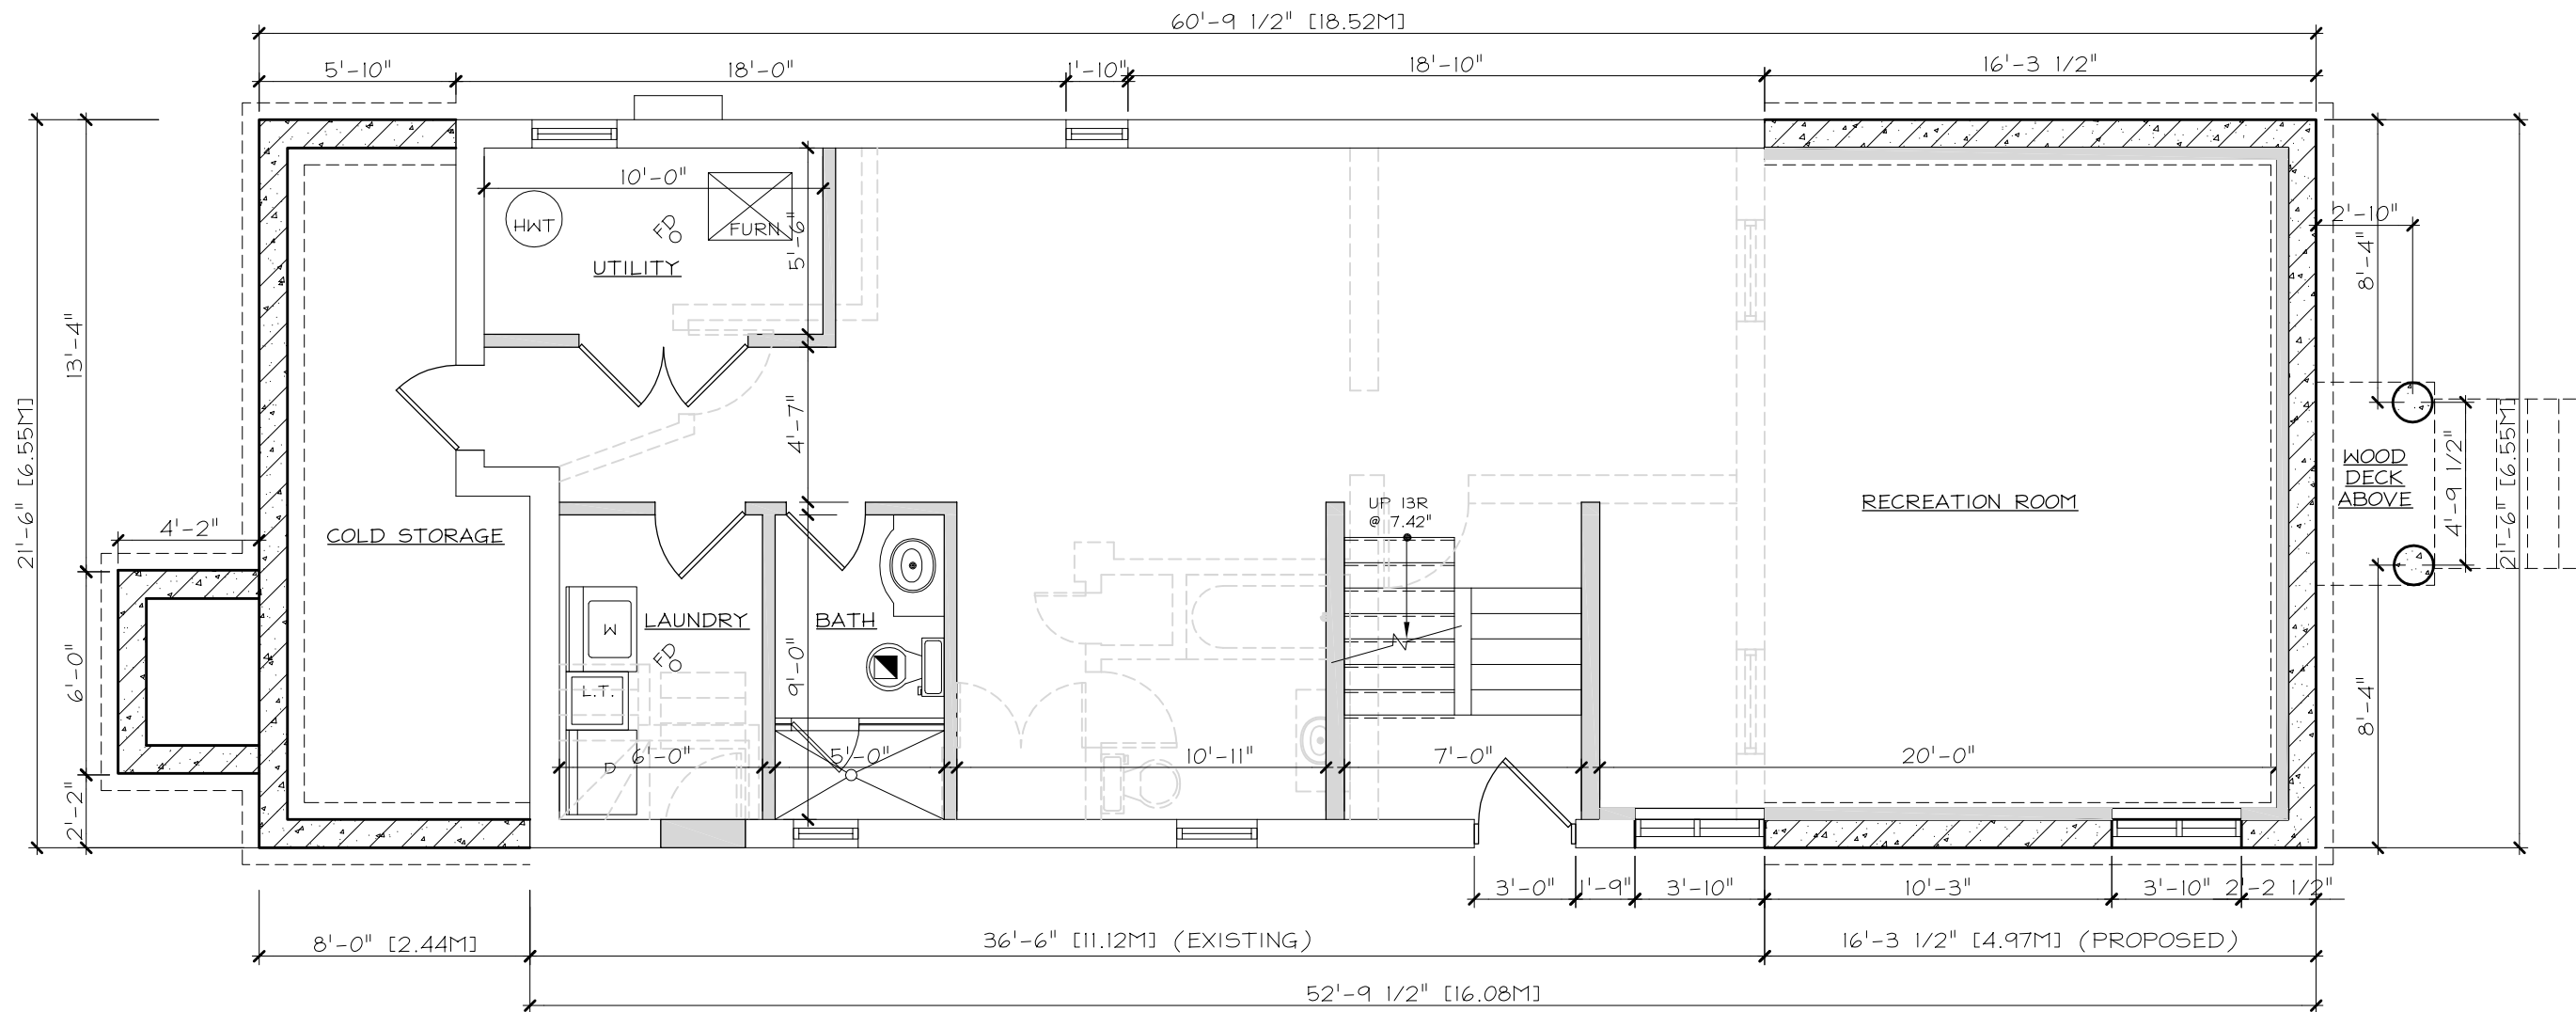 60'-9 1/2" [18.52M]
5'-10"
18'-0"
1'-10"
18'-10"
16'-3 1/2"
10'-0"
HWT
FD
FURN
5'-6"
UTILITY
2'-10"
8'-4"
13'-4"
21'-6" [6.55M]
4'-7"
4'-2"
COLD STORAGE
UP 13R
@ 7.42"
RECREATION ROOM
WOOD
DECK
ABOVE
4'-9 1/2"
21'-6" [6.55M]
W
LAUNDRY
BATH
FD
L.T.
9'-0"
6'-0"
8'-4"
D
6'-0"
5'-0"
10'-11"
7'-0"
20'-0"
2'-2"
3'-0"
1'-9"
3'-10"
10'-3"
3'-10"
2'-2 1/2"
8'-0" [2.44M]
36'-6" [11.12M] (EXISTING)
16'-3 1/2" [4.97M] (PROPOSED)
52'-9 1/2" [16.08M]